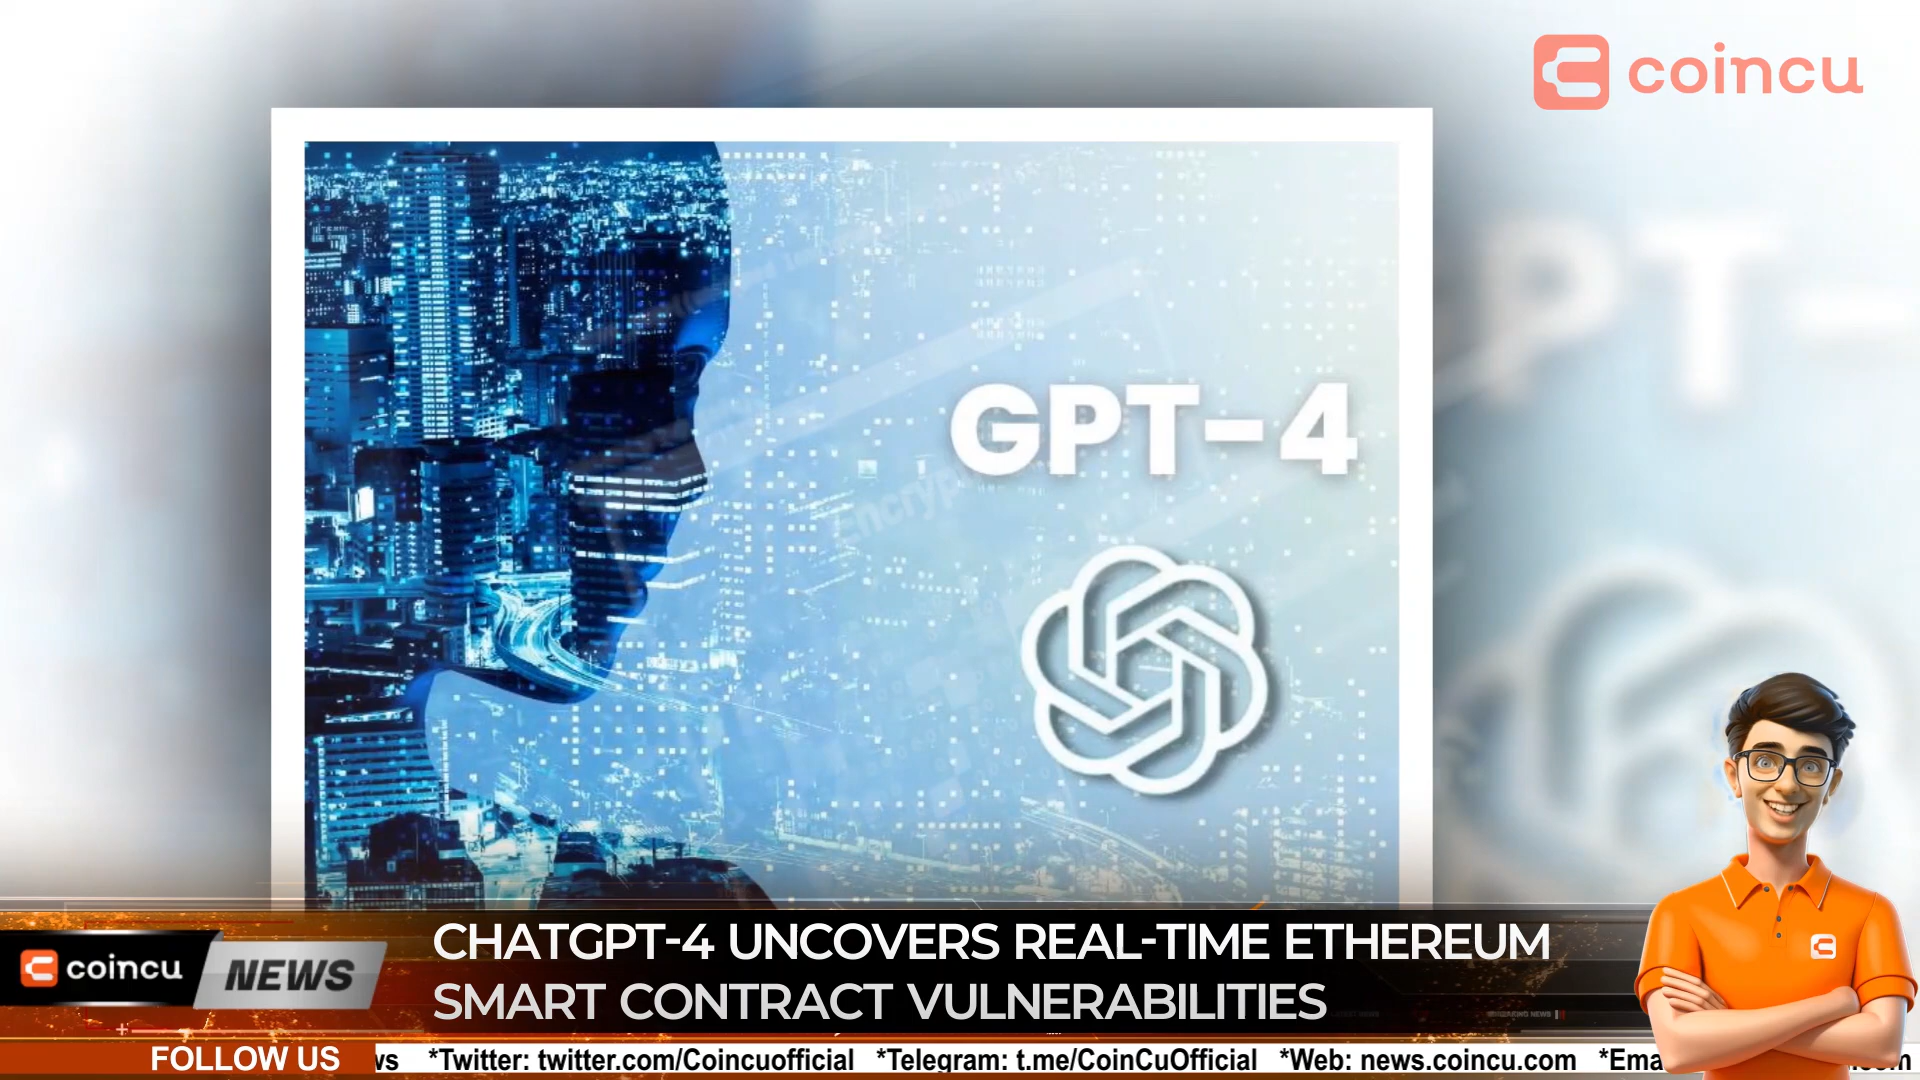 coincu
GPT-4
Encryp
CHATGPT-4 UNCOVERS REAL-TIME ETHEREUM
SMART CONTRACT VULNERABILITIES
coincu NEWS
FOLLOW US
*Twitter: twitter.com/Coincuofficial *Telegram: t.me/CoinCuOfficial *Web: news.coincu.com